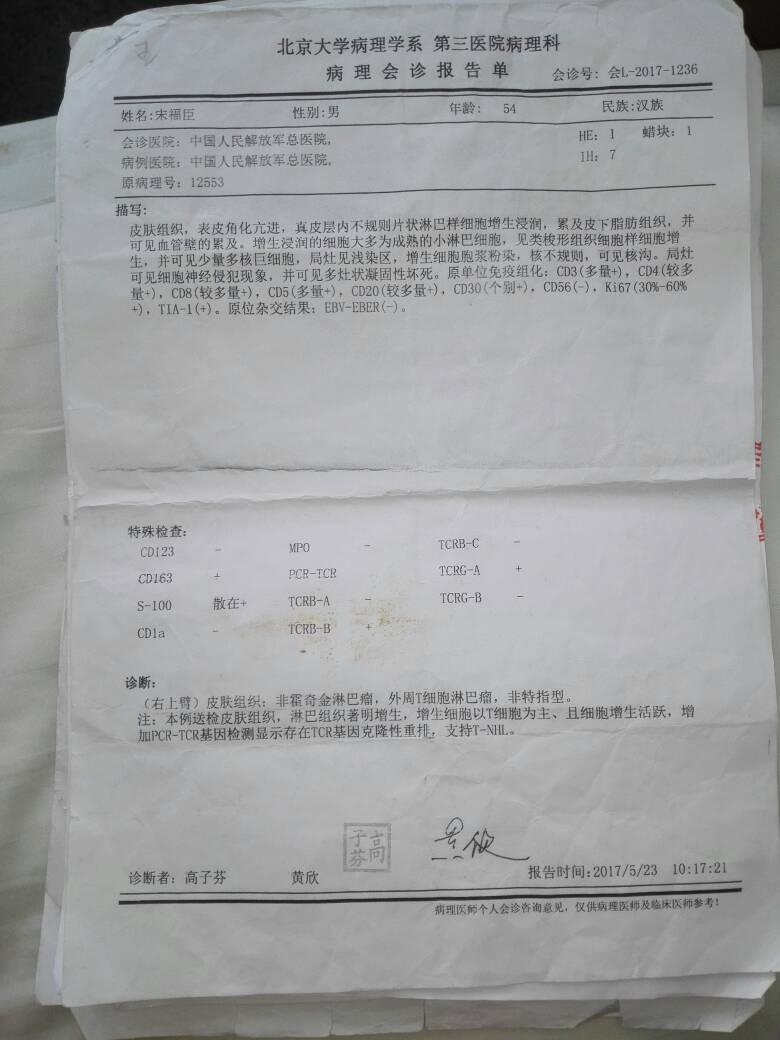 北京大学病理学系 第三医院病理科
病理会诊报告单
会诊号: 会L-2017-1236
姓名:宋福臣 性别:男 年龄: 54 民族:汉族
会诊医院: 中国人民解放军总医院, HE: 1 蜡块: 1
病例医院: 中国人民解放军总医院, IH: 7
原病理号: 12553
描写:
皮肤组织, 表皮角化亢进, 真皮层内不规则片状淋巴样细胞增生浸润, 累及皮下脂肪组织, 并
可见血管壁的累及。增生浸润的细胞大多为成熟的小淋巴细胞, 见类梭形组织细胞样细胞增
生, 并可见少量多核巨细胞, 局灶见浅染区, 增生细胞胞浆粉染, 核不规则, 可见核沟。局灶
可见细胞神经侵犯现象, 并可见多灶状凝固性坏死。原单位免疫组化: CD3(多量+), CD4(较多
量+), CD8(较多量+), CD5(多量+), CD20(较多量+), CD30(个别+), CD56(-), Ki67(30%-60%
+), TIA-1(+)。原位杂交结果: EBV-EBER(-)。
特殊检查:
CD123 - MPO - TCRB-C -
CD163 + PCR-TCR TCRG-A +
S-100 散在+ TCRB-A - TCRG-B -
CD1a - TCRB-B +
诊断:
(右上臂)皮肤组织: 非霍奇金淋巴瘤, 外周T细胞淋巴瘤, 非特指型。
注: 本例送检皮肤组织, 淋巴组织著明增生, 增生细胞以T细胞为主、且细胞增生活跃, 增
加PCR-TCR基因检测显示存在TCR基因克隆性重排, 支持T-NHL。
高子芬
诊断者: 高子芬 黄欣 报告时间:2017/5/23 10:17:21
病理医师个人会诊咨询意见, 仅供病理医师及临床医师参考!